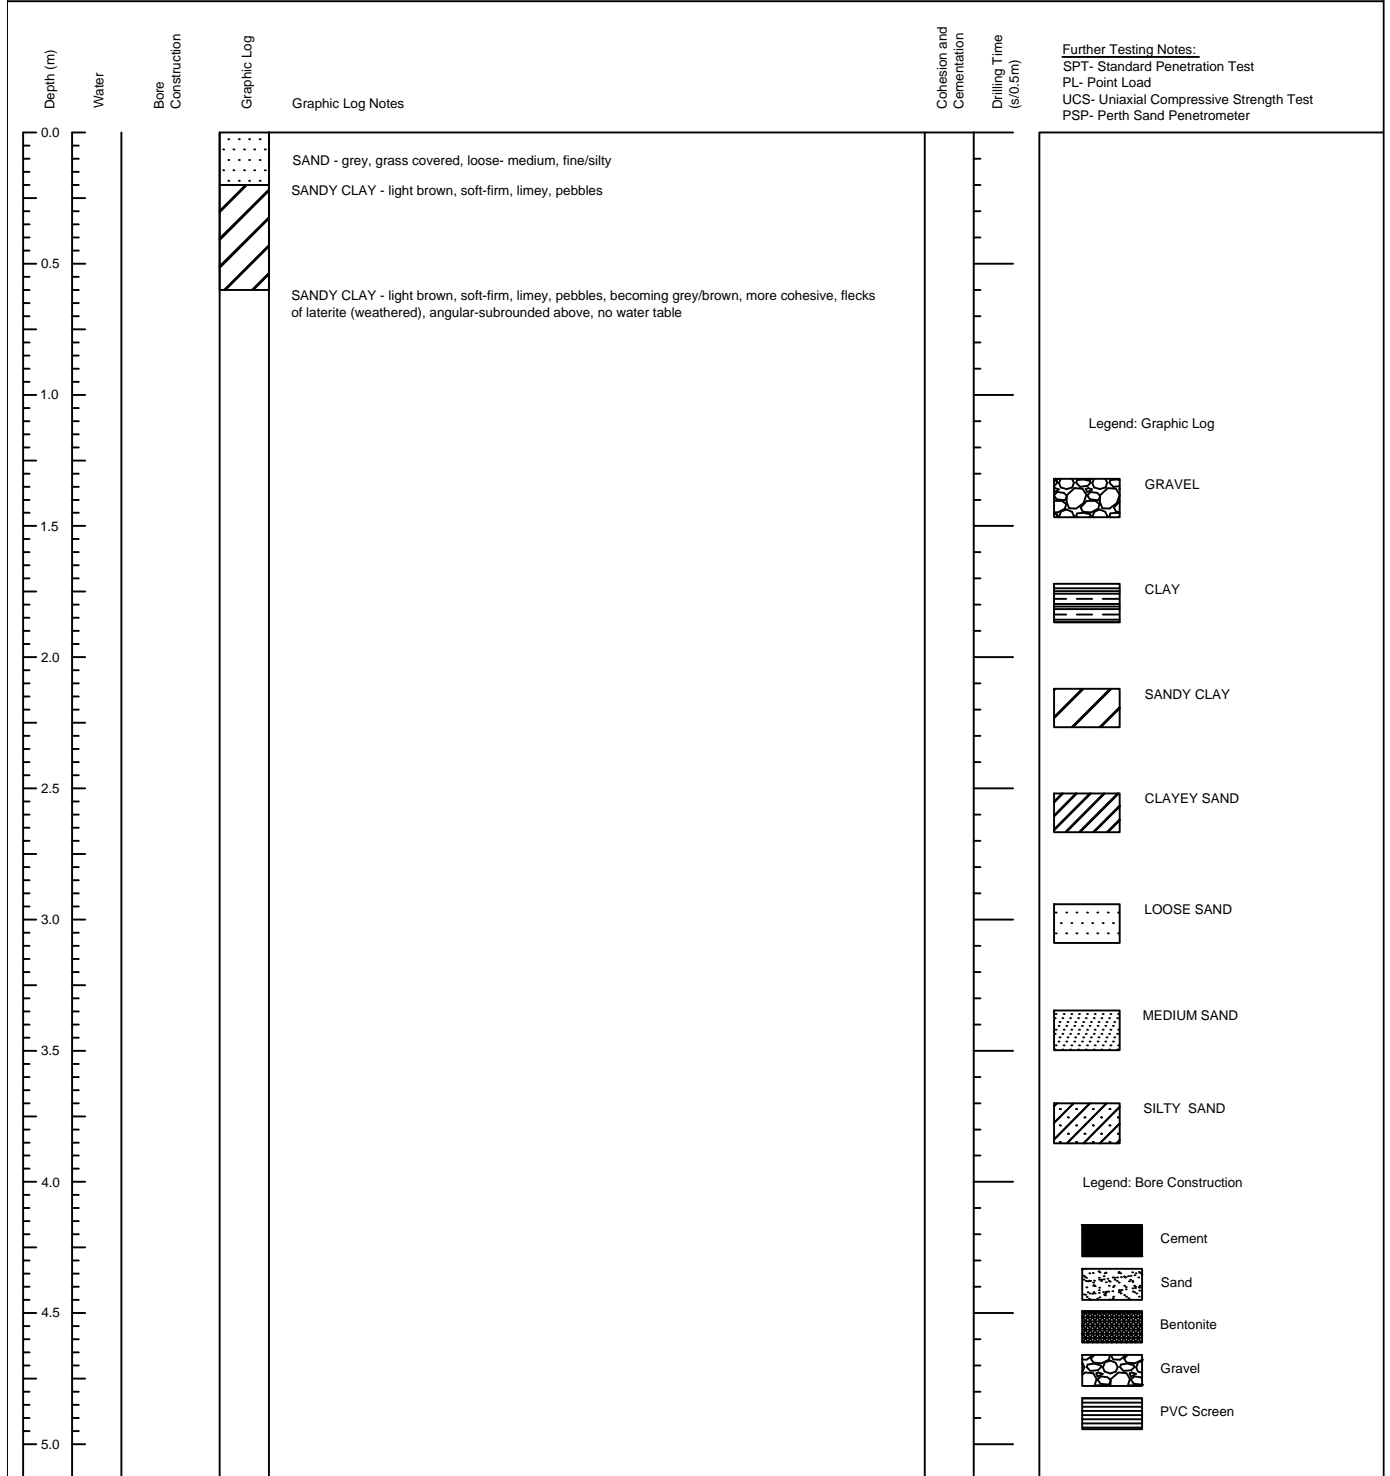 Depth (m)
Water
Bore
Construction
Graphic Log
Graphic Log Notes
Cohesion and
Cementation
Drilling Time
(s/0.5m)
Further Testing Notes:
SPT- Standard Penetration Test
PL- Point Load
UCS- Uniaxial Compressive Strength Test
PSP- Perth Sand Penetrometer
0.0
SAND - grey, grass covered, loose- medium, fine/silty
SANDY CLAY - light brown, soft-firm, limey, pebbles
0.5
SANDY CLAY - light brown, soft-firm, limey, pebbles, becoming grey/brown, more cohesive, flecks
of laterite (weathered), angular-subrounded above, no water table
1.0
1.5
2.0
2.5
3.0
3.5
4.0
4.5
5.0
Legend: Graphic Log
GRAVEL
CLAY
SANDY CLAY
CLAYEY SAND
LOOSE SAND
MEDIUM SAND
SILTY  SAND
Legend: Bore Construction
Cement
Sand
Bentonite
Gravel
PVC Screen